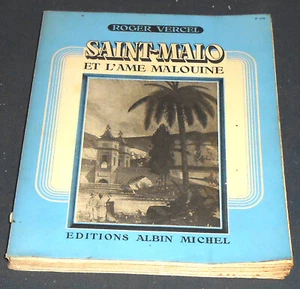 ROGER VERCEL
SAINT-MALO
ET L'AME MALOUINE
EDITIONS ALBIN MICHEL